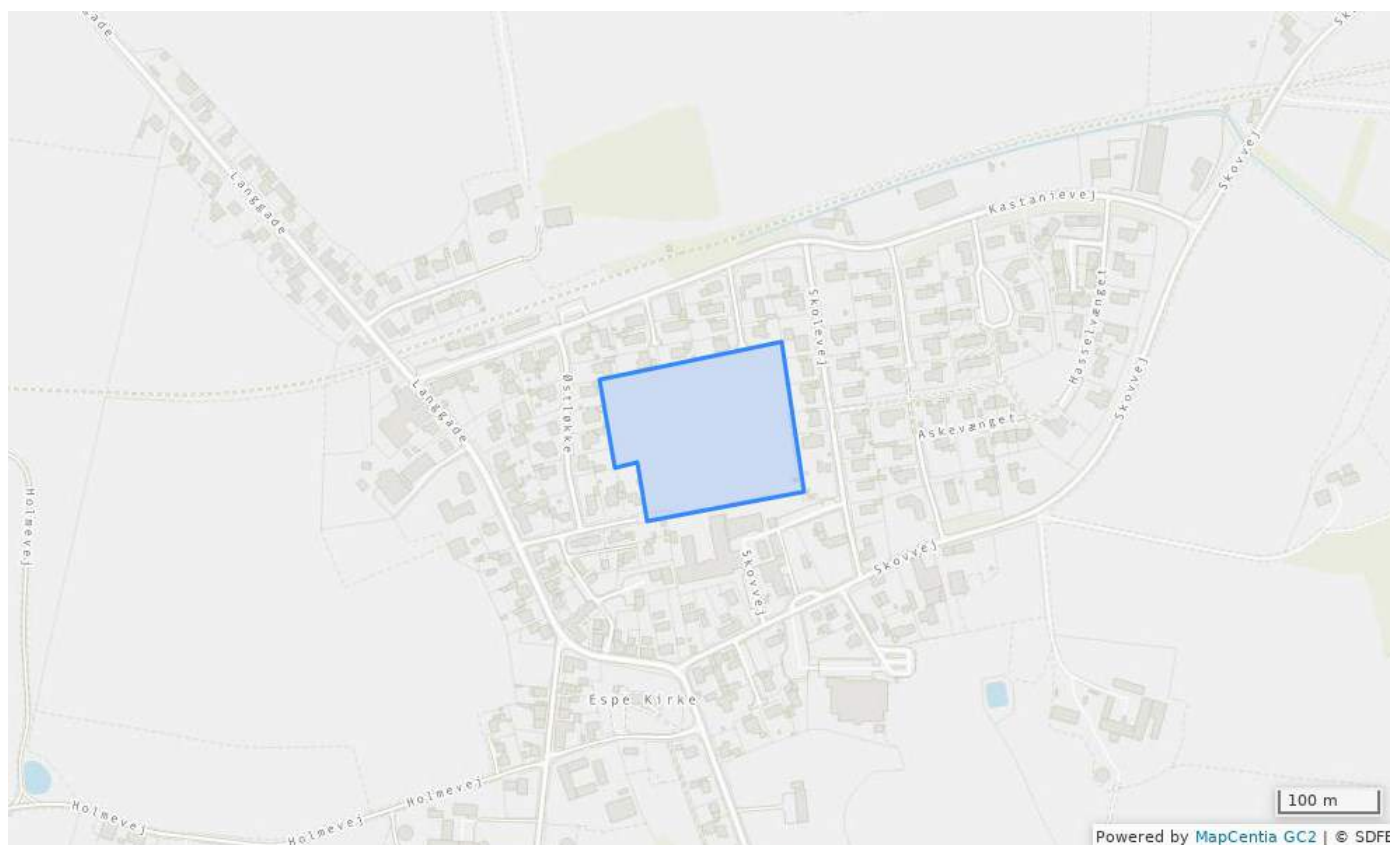 Langgade
Kastanievej
Skovvej
Skolevej
Hasselvænget
Langgade
Østløkke
Askevænget
Skovvej
Holmevej
Skovvej
Skovvej
Espe Kirke
Holmevej
Holmevej
Holmevej
100 m
Powered by MapCentia GC2 | © SDFE